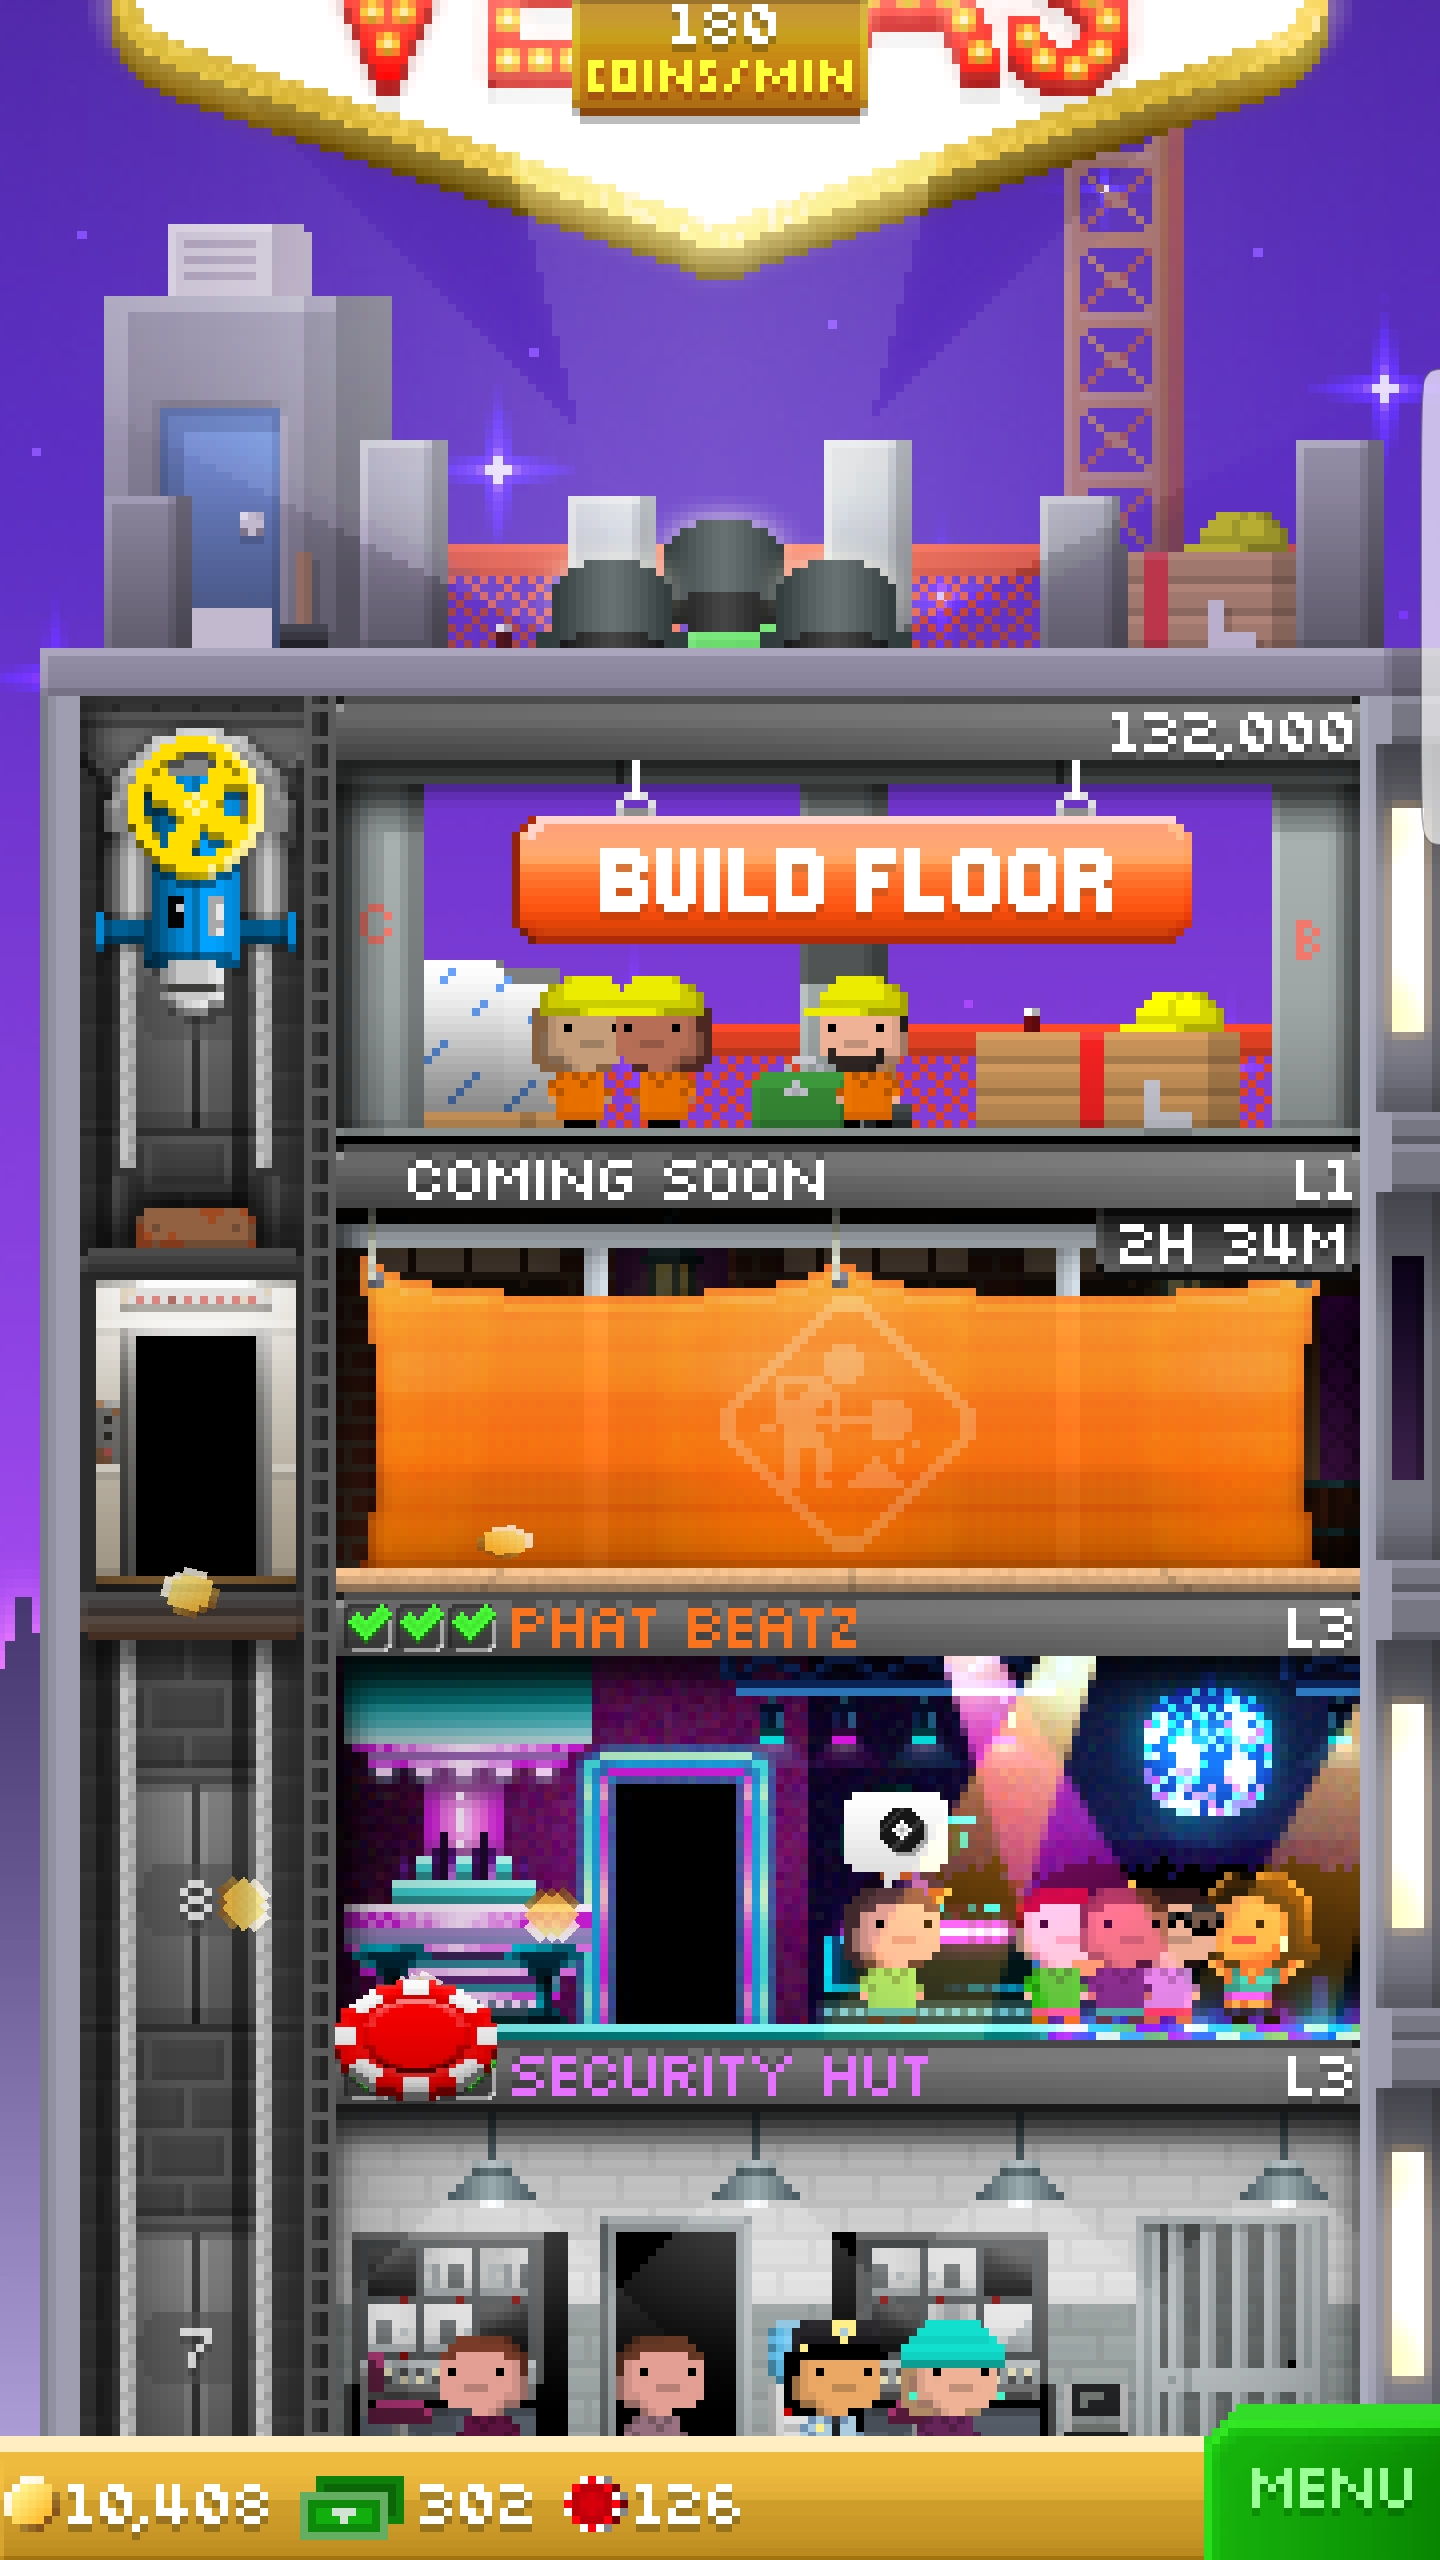 VEGAS
180
COINS/MIN
132,000
C
BUILD FLOOR
B
COMING SOON
L1
2H 34M
PHAT BEATZ
L3
8
SECURITY HUT
L3
7
10,408
302
126
MENU